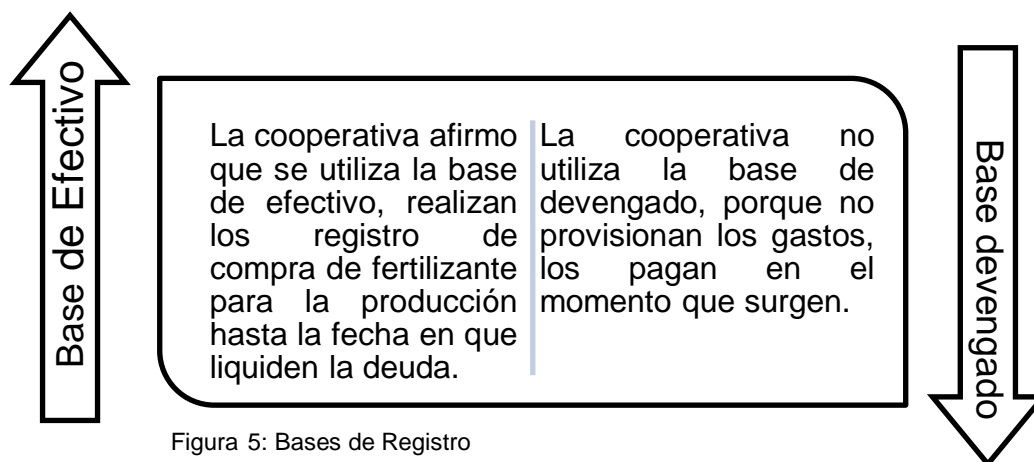 Base de Efectivo
La cooperativa afirmo
que se utiliza la base
de efectivo, realizan
los registro de
compra de fertilizante
para la producción
hasta la fecha en que
liquiden la deuda.
La cooperativa no
utiliza la base de
devengado, porque no
provisionan los gastos,
los pagan en el
momento que surgen.
Base devengado
Figura 5: Bases de Registro